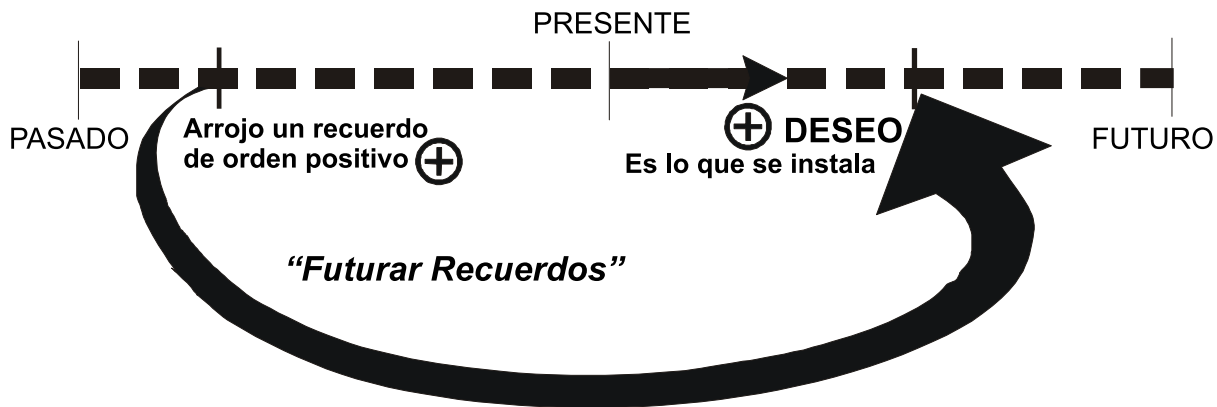 PRESENTE
PASADO
Arrojo un recuerdo
de orden positivo +
+ DESEO
Es lo que se instala
FUTURO
“Futurar Recuerdos”